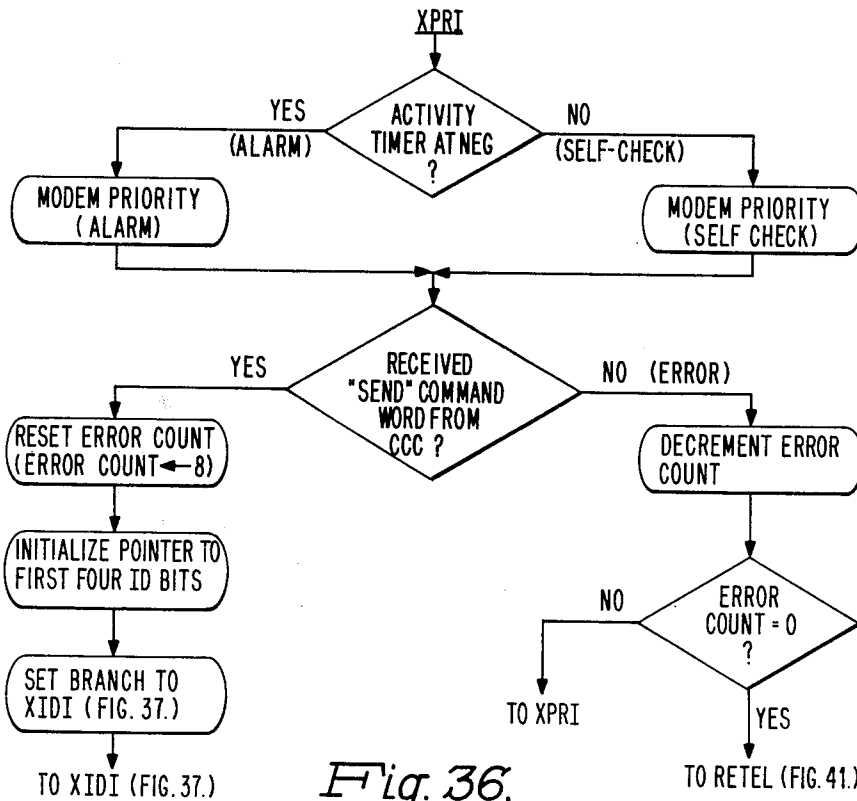 XPRI
ACTIVITY
TIMER AT NEG
?
YES
(ALARM)
NO
(SELF-CHECK)
MODEM PRIORITY
(ALARM)
MODEM PRIORITY
(SELF CHECK)
RECEIVED
"SEND" COMMAND
WORD FROM
CCC ?
YES
NO (ERROR)
RESET ERROR COUNT
(ERROR COUNT←8)
DECREMENT ERROR
COUNT
INITIALIZE POINTER TO
FIRST FOUR ID BITS
ERROR
COUNT = 0
?
NO
SET BRANCH TO
XIDI (FIG. 37.)
TO XPRI
YES
TO XIDI (FIG. 37.)
Fig. 36.
TO RETEL (FIG. 41.)